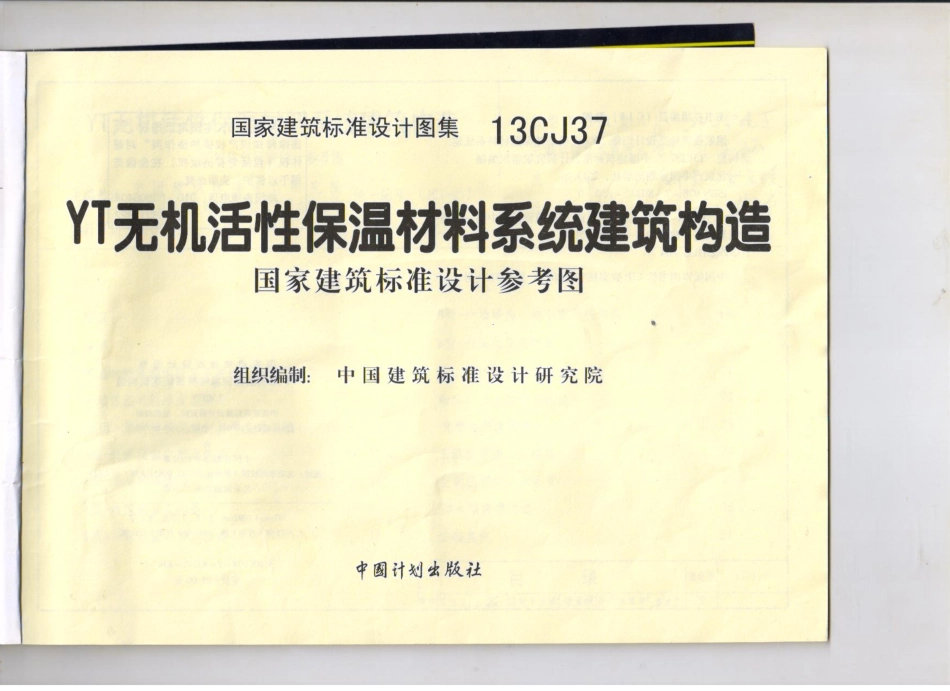 国家建筑标准设计图集 13CJ37
YT无机活性保温材料系统建筑构造
国家建筑标准设计参考图
组织编制: 中国建筑标准设计研究院
中国计划出版社